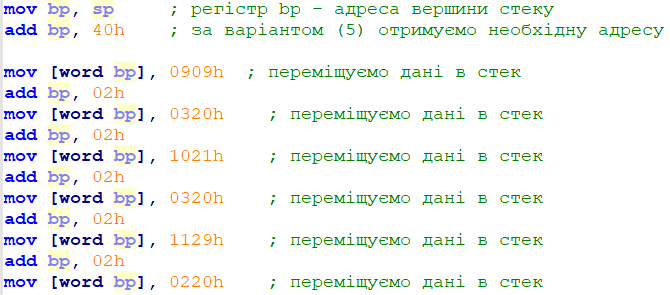 mov bp, sp ; регістр bp – адреса вершини стеку
add bp, 40h ; за варіантом (5) отримуємо необхідну адресу
mov [word bp], 0909h ; переміщуємо дані в стек
add bp, 02h
mov [word bp], 0320h ; переміщуємо дані в стек
add bp, 02h
mov [word bp], 1021h ; переміщуємо дані в стек
add bp, 02h
mov [word bp], 0320h ; переміщуємо дані в стек
add bp, 02h
mov [word bp], 1129h ; переміщуємо дані в стек
add bp, 02h
mov [word bp], 0220h ; переміщуємо дані в стек